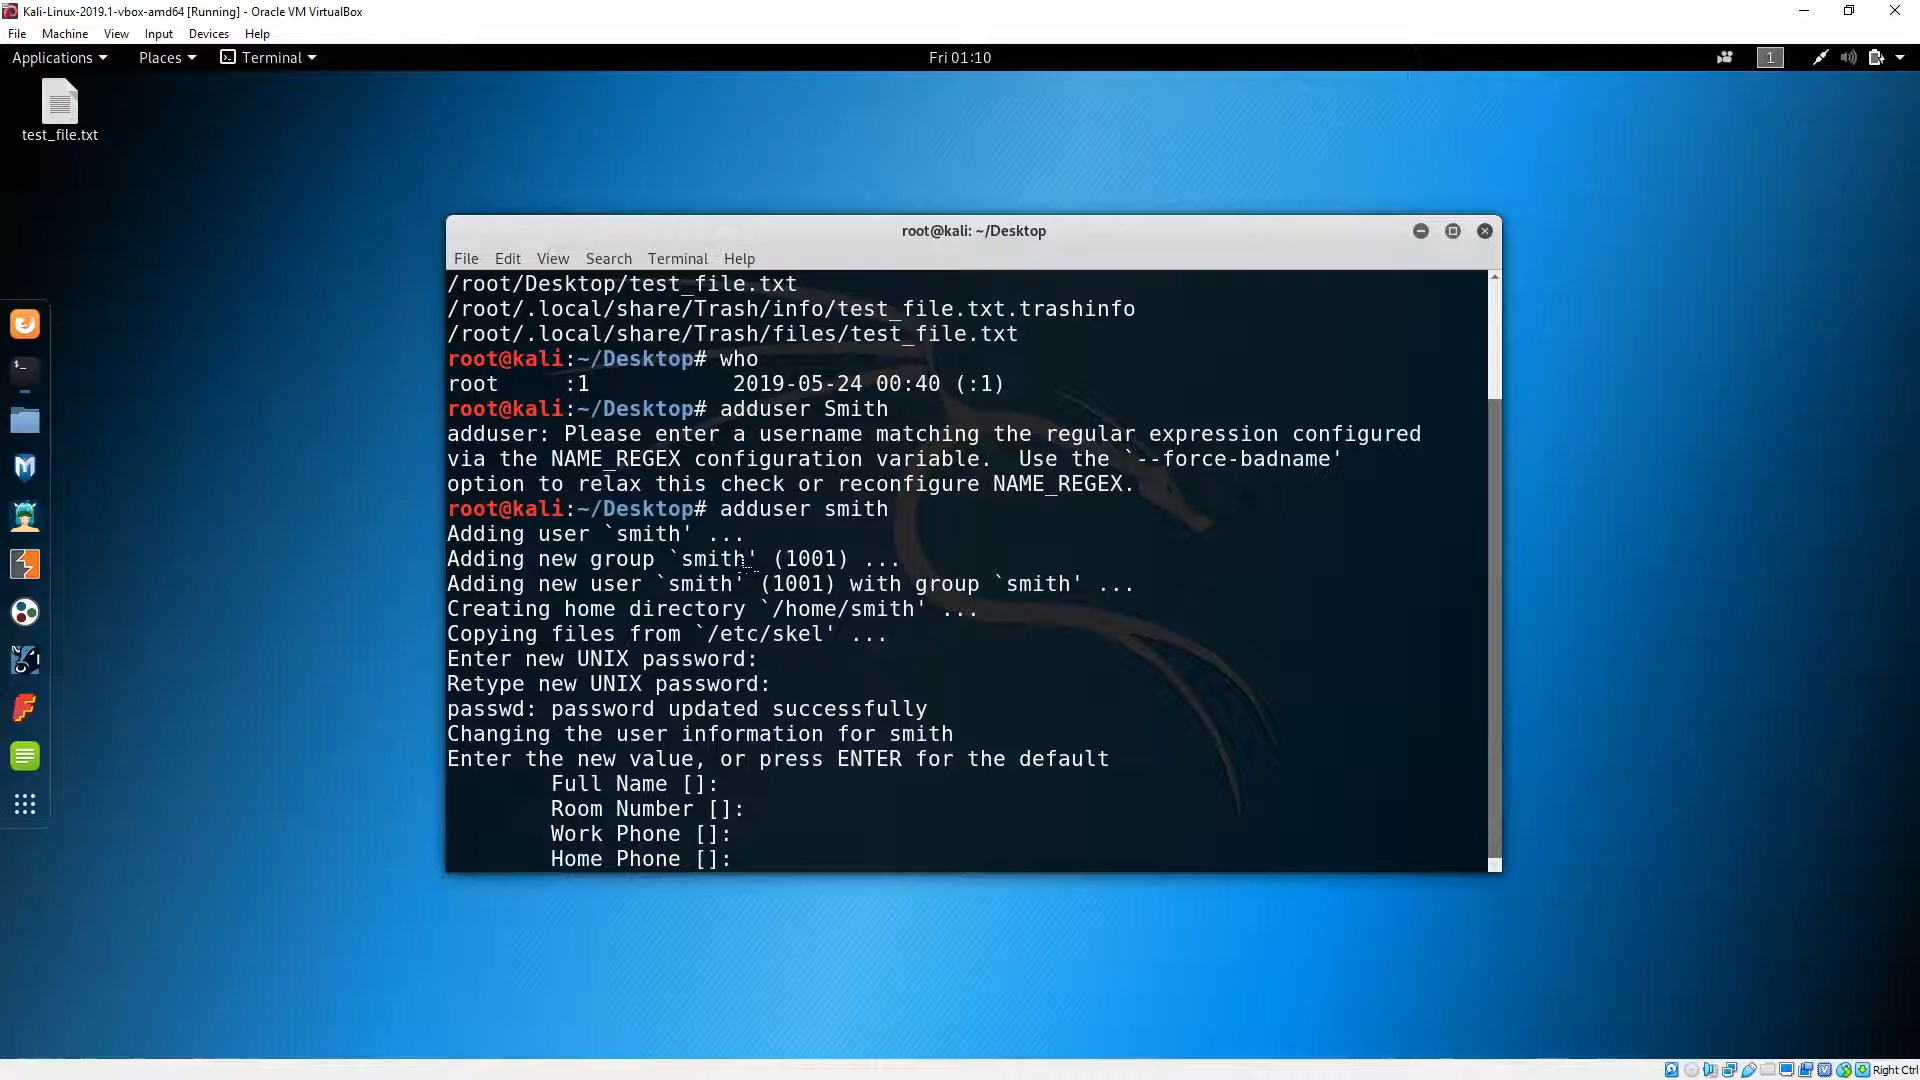 Kali-Linux-2019.1-vbox-amd64 [Running] - Oracle VM VirtualBox
File Machine View Input Devices Help
Applications Places Terminal Fri 01:10 1
test_file.txt
root@kali: ~/Desktop
File Edit View Search Terminal Help
/root/Desktop/test_file.txt
/root/.local/share/Trash/info/test_file.txt.trashinfo
/root/.local/share/Trash/files/test_file.txt
root@kali:~/Desktop# who
root     :1           2019-05-24 00:40 (:1)
root@kali:~/Desktop# adduser Smith
adduser: Please enter a username matching the regular expression configured
via the NAME_REGEX configuration variable.  Use the `--force-badname'
option to relax this check or reconfigure NAME_REGEX.
root@kali:~/Desktop# adduser smith
Adding user `smith' ...
Adding new group `smith' (1001) ...
Adding new user `smith' (1001) with group `smith' ...
Creating home directory `/home/smith' ...
Copying files from `/etc/skel' ...
Enter new UNIX password:
Retype new UNIX password:
passwd: password updated successfully
Changing the user information for smith
Enter the new value, or press ENTER for the default
Full Name []:
Room Number []:
Work Phone []:
Home Phone []:
Right Ctrl